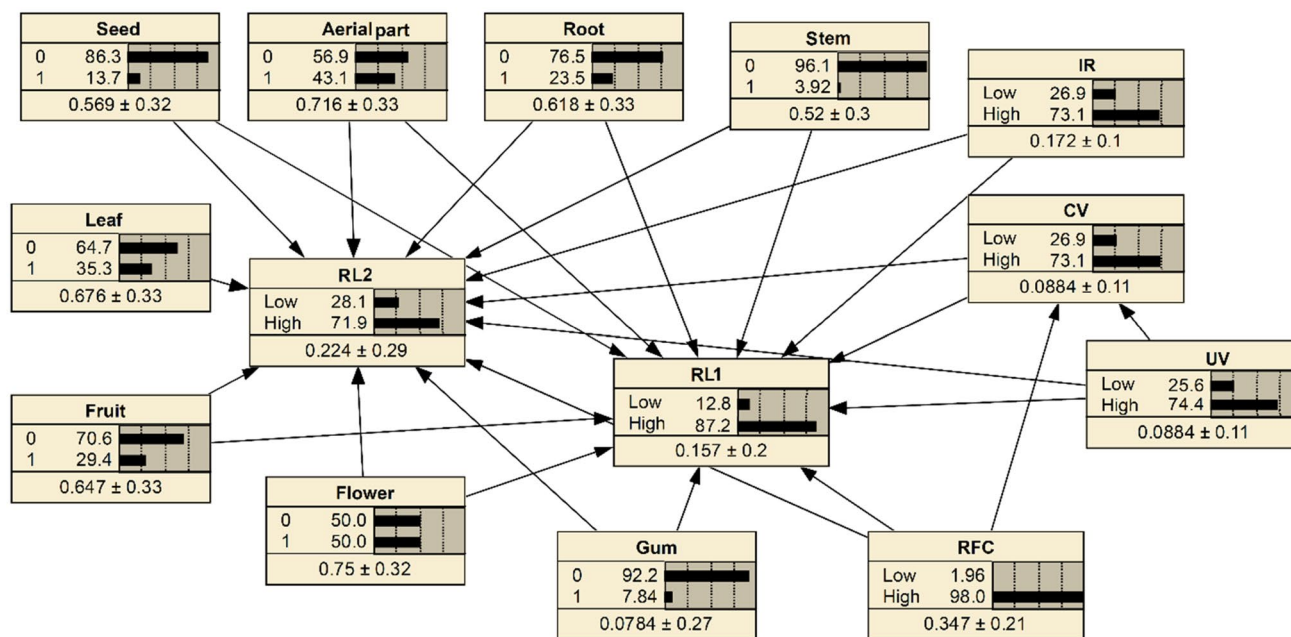 Seed
0 86.3
1 13.7
0.569 ± 0.32
Aerial part
0 56.9
1 43.1
0.716 ± 0.33
Root
0 76.5
1 23.5
0.618 ± 0.33
Stem
0 96.1
1 3.92
0.52 ± 0.3
IR
Low 26.9
High 73.1
0.172 ± 0.1
Leaf
0 64.7
1 35.3
0.676 ± 0.33
RL2
Low 28.1
High 71.9
0.224 ± 0.29
CV
Low 26.9
High 73.1
0.0884 ± 0.11
RL1
Low 12.8
High 87.2
0.157 ± 0.2
UV
Low 25.6
High 74.4
0.0884 ± 0.11
Fruit
0 70.6
1 29.4
0.647 ± 0.33
Flower
0 50.0
1 50.0
0.75 ± 0.32
Gum
0 92.2
1 7.84
0.0784 ± 0.27
RFC
Low 1.96
High 98.0
0.347 ± 0.21